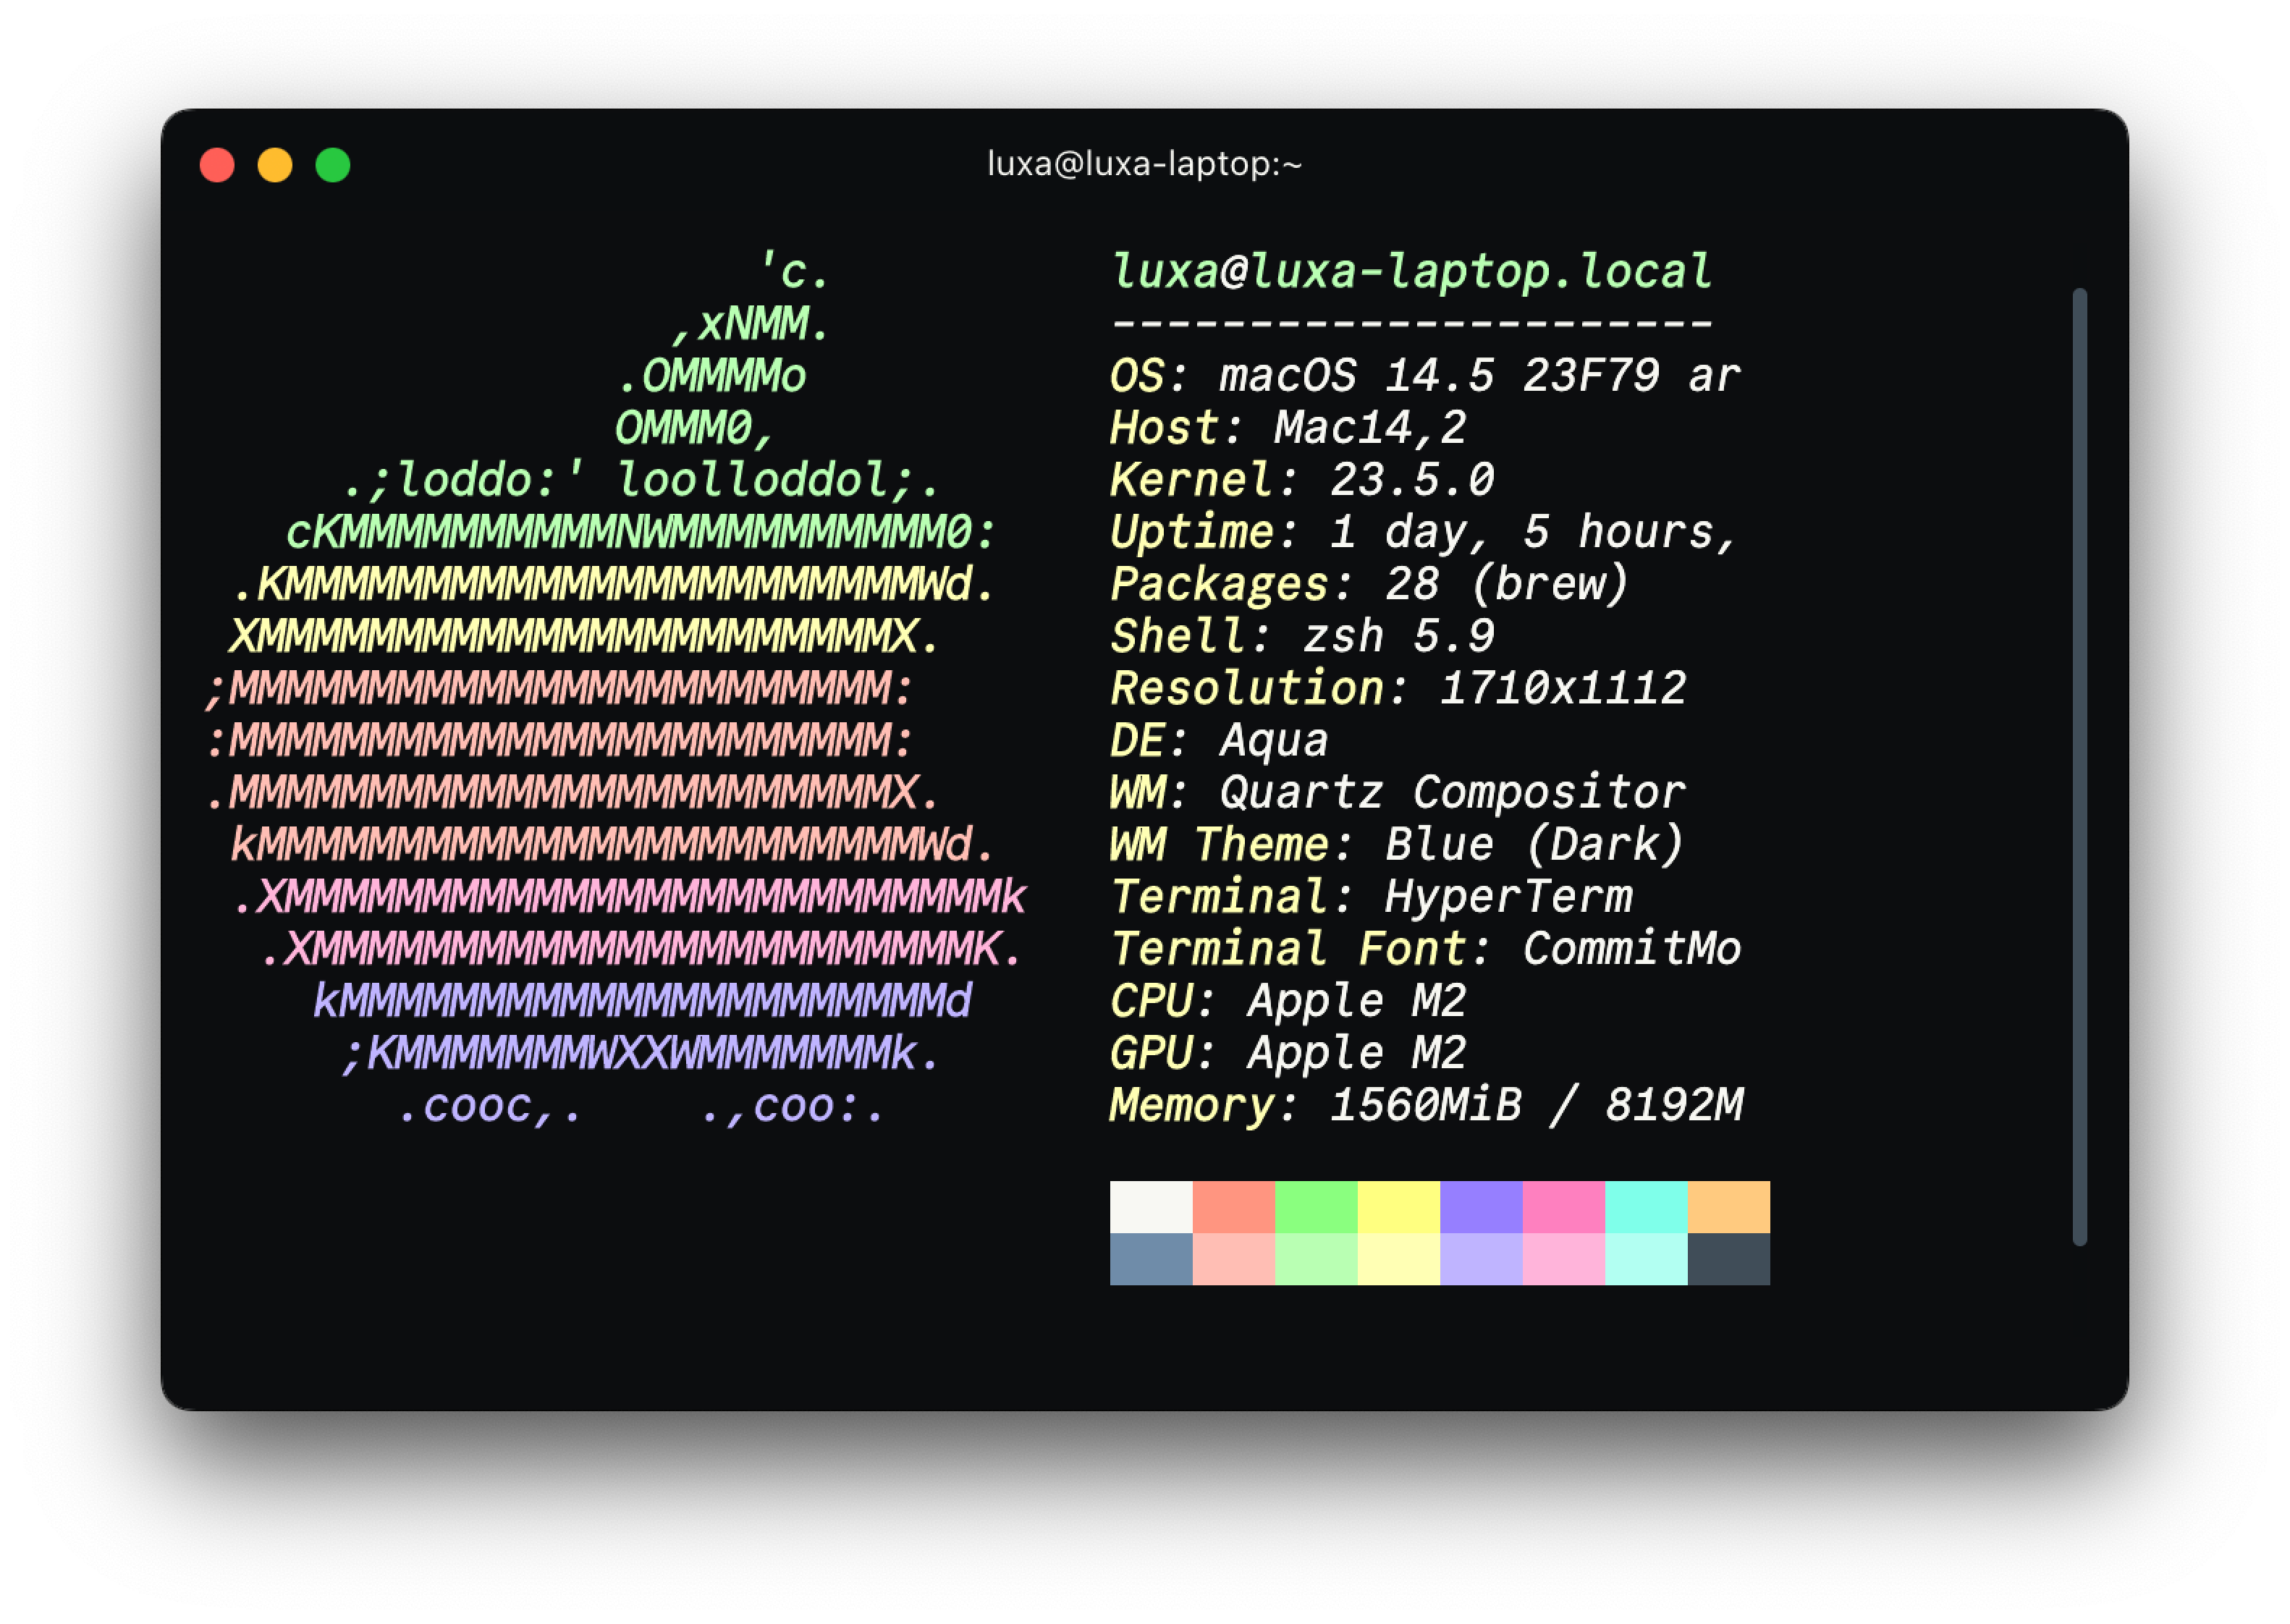 luxa@luxa-laptop:~
'c. luxa@luxa-laptop.local
,xNMM. ----------------------
.OMMMMo OS: macOS 14.5 23F79 ar
OMMM0, Host: Mac14,2
.;loddo:' loolloddol;. Kernel: 23.5.0
cKMMMMMMMMMMNWMMMMMMMMMM0: Uptime: 1 day, 5 hours,
.KMMMMMMMMMMMMMMMMMMMMMMMWd. Packages: 28 (brew)
XMMMMMMMMMMMMMMMMMMMMMMMX. Shell: zsh 5.9
;MMMMMMMMMMMMMMMMMMMMMMMM: Resolution: 1710x1112
:MMMMMMMMMMMMMMMMMMMMMMMM: DE: Aqua
.MMMMMMMMMMMMMMMMMMMMMMMMX. WM: Quartz Compositor
kMMMMMMMMMMMMMMMMMMMMMMMMWd. WM Theme: Blue (Dark)
.XMMMMMMMMMMMMMMMMMMMMMMMMMMk Terminal: HyperTerm
.XMMMMMMMMMMMMMMMMMMMMMMMMK. Terminal Font: CommitMo
kMMMMMMMMMMMMMMMMMMMMMMd CPU: Apple M2
;KMMMMMMMWXXWMMMMMMMk. GPU: Apple M2
.cooc,. .,coo:. Memory: 1560MiB / 8192M